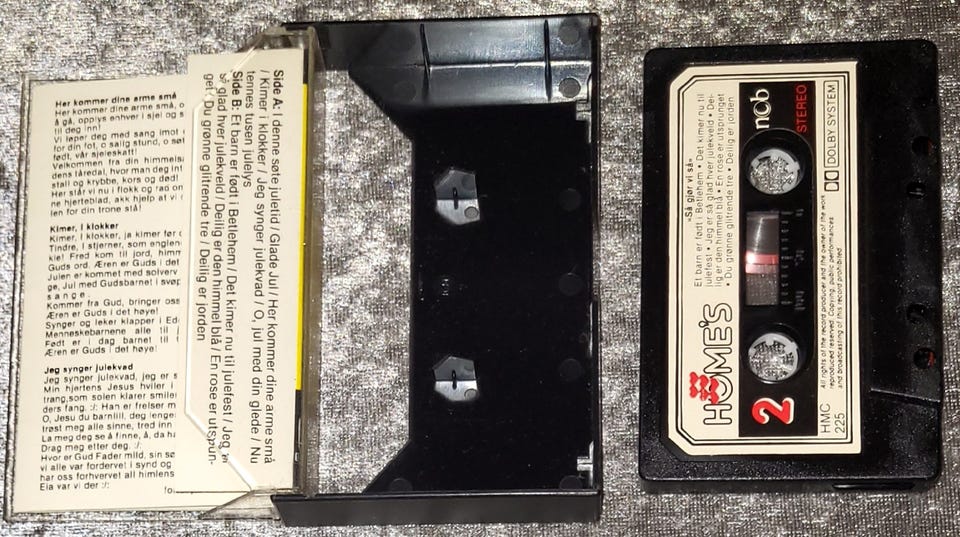 Her kommer dine arme små
Her kommer dine arme små,
å gå, opplys enhver i sjel og
til deg inn!
Vi løper deg med sang imot
for din fot, o salig stund, o
født, vår sjeleskatt!
Velkommen fra din
dens tåredal, hvor man deg
stall og krybbe, kors og død!
Her står vi nu i flokk og rad
ne hjerteblad, akk hjelp at vi
len for din trone stå!
Kimer, I klokker
Kimer, I klokker, ja kimer før
Tindre, I stjerner, som
kie! Fred kom til jord,
Guds ord. Æren er Guds i det
Julen er kommet med solverv
ge, Jul med Gudsbarnet i
sange.
Kommer fra Gud, bringer oss
Æren er Guds i det høye!
Synger og leker klapper i
Menneskebarnene alle til
Født er i dag barnet til
Æren er Guds i det høye!
Jeg synger julekvad
Jeg synger julekvad, jeg er
Min hjertens Jesus hviler i
trang, som solen klarer
ders fang. :/: Han er frelser
O, Jesu du barnlill, deg
trøst meg alle sinne, tred inn
La meg deg se å finne, å, da
Drag meg etter deg. :/:
Hvor er Gud Fader mild, sin
vi alle var fordervet i synd og
har oss forhvervet all himlens
Eia var vi der :/:
Side A: I denne søte juletid / Glade jul / Her kommer dine arme små
/ Kimer i klokker / Jeg synger julekvad / O, jul med din glede / Nu
tennes tusen julelys
Side B: Et barn er født i Betlehem / Det kimer nu til julefest / Jeg er
så glad hver julekveld / Deilig er den himmel blå / En rose er utsprun-
get / Du grønne glitrende tre / Deilig er jorden
HOME'S
«Så gjør vi så»
Et barn er født i Betlehem • Det kimer nu til
julefest • Jeg er så glad hver julekveld • Dei-
lig er den himmel blå • En rose er utsprunget
• Du grønne glitrende tre • Deilig er jorden
2
ncb
STEREO
DOLBY SYSTEM
HMC
225
All rights of the record producer and the owner of the work
reproduced reserved. Copying, public performances
and broadcasting of this record prohibited